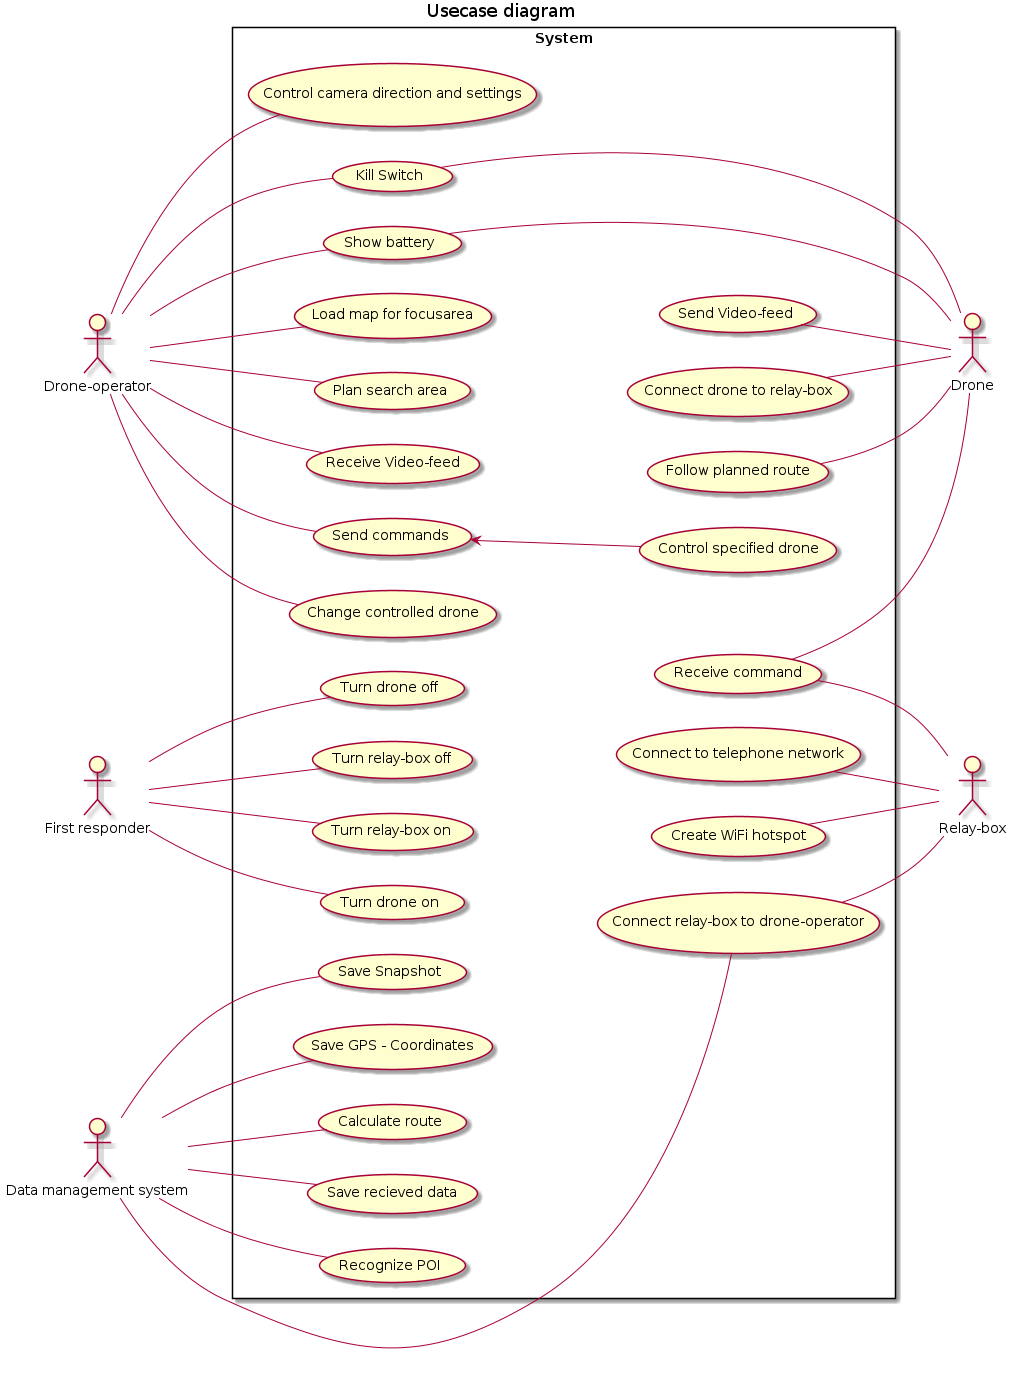 Usecase diagram
System
Control camera direction and settings
Kill Switch
Show battery
Load map for focusarea
Send Video-feed
Drone-operator
Plan search area
Connect drone to relay-box
Drone
Receive Video-feed
Follow planned route
Send commands
Control specified drone
Change controlled drone
Turn drone off
Receive command
Turn relay-box off
Connect to telephone network
First responder
Turn relay-box on
Create WiFi hotspot
Relay-box
Turn drone on
Connect relay-box to drone-operator
Save Snapshot
Save GPS - Coordinates
Calculate route
Data management system
Save recieved data
Recognize POI